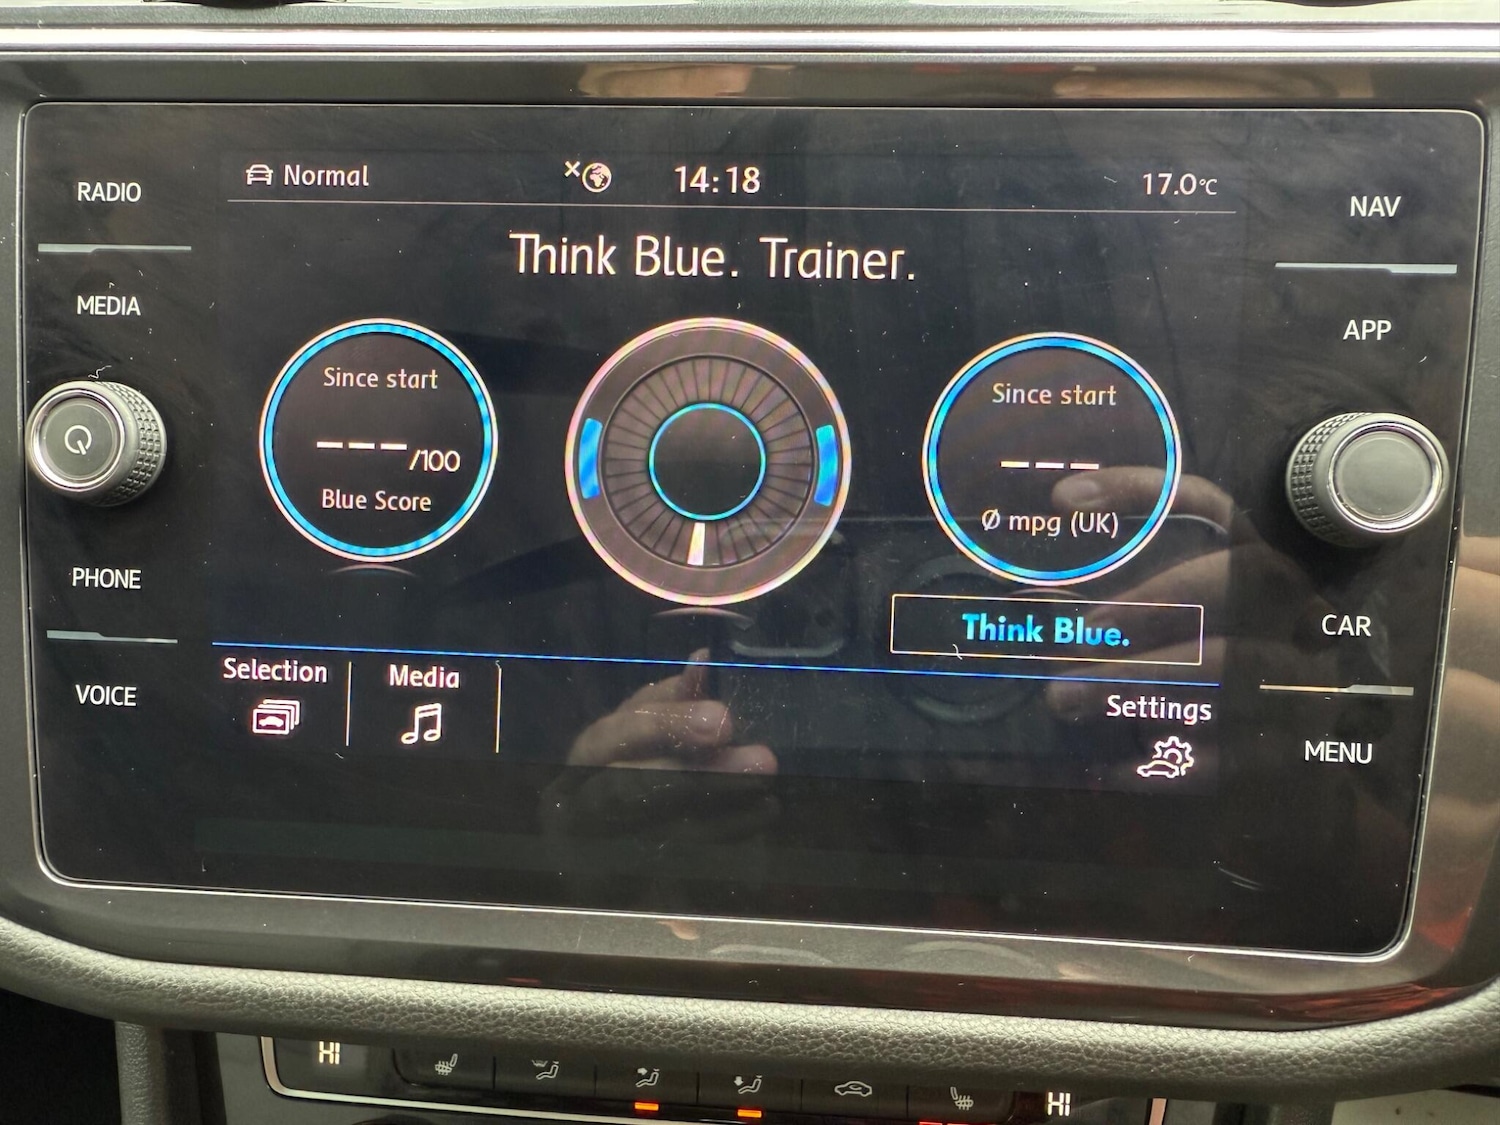 RADIO
MEDIA
PHONE
VOICE
Normal
14:18
17.0°C
Think Blue. Trainer.
Since start
---/100
Blue Score
Since start
---
Ø mpg (UK)
Think Blue.
Selection
Media
Settings
NAV
APP
CAR
MENU
HI
HI